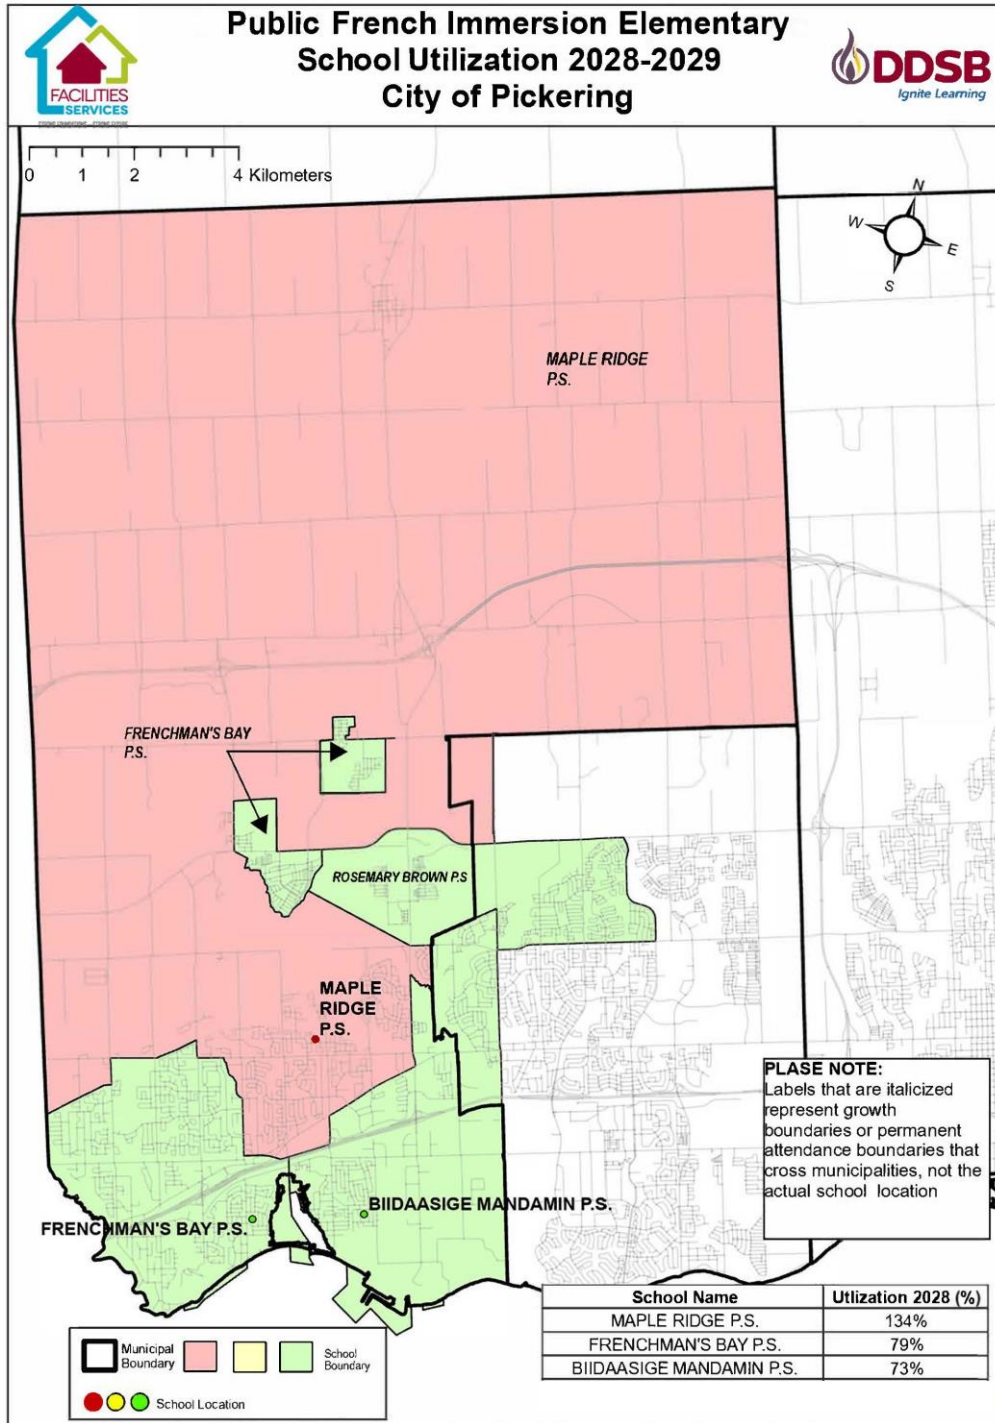 Public French Immersion Elementary
School Utilization 2028-2029
City of Pickering
FACILITIES
SERVICES
DDSB
Ignite Learning
0 1 2 4 Kilometers
N
W
E
S
MAPLE RIDGE
P.S.
FRENCHMAN'S BAY
P.S.
ROSEMARY BROWN P.S
MAPLE
RIDGE
P.S.
PLASE NOTE:
Labels that are italicized
represent growth
boundaries or permanent
attendance boundaries that
cross municipalities, not the
actual school location
BIIDAASIGE MANDAMIN P.S.
FRENCHMAN'S BAY P.S.
School Name Utlization 2028 (%)
MAPLE RIDGE P.S. 134%
FRENCHMAN'S BAY P.S. 79%
BIIDAASIGE MANDAMIN P.S. 73%
Municipal
Boundary
School
Boundary
School Location